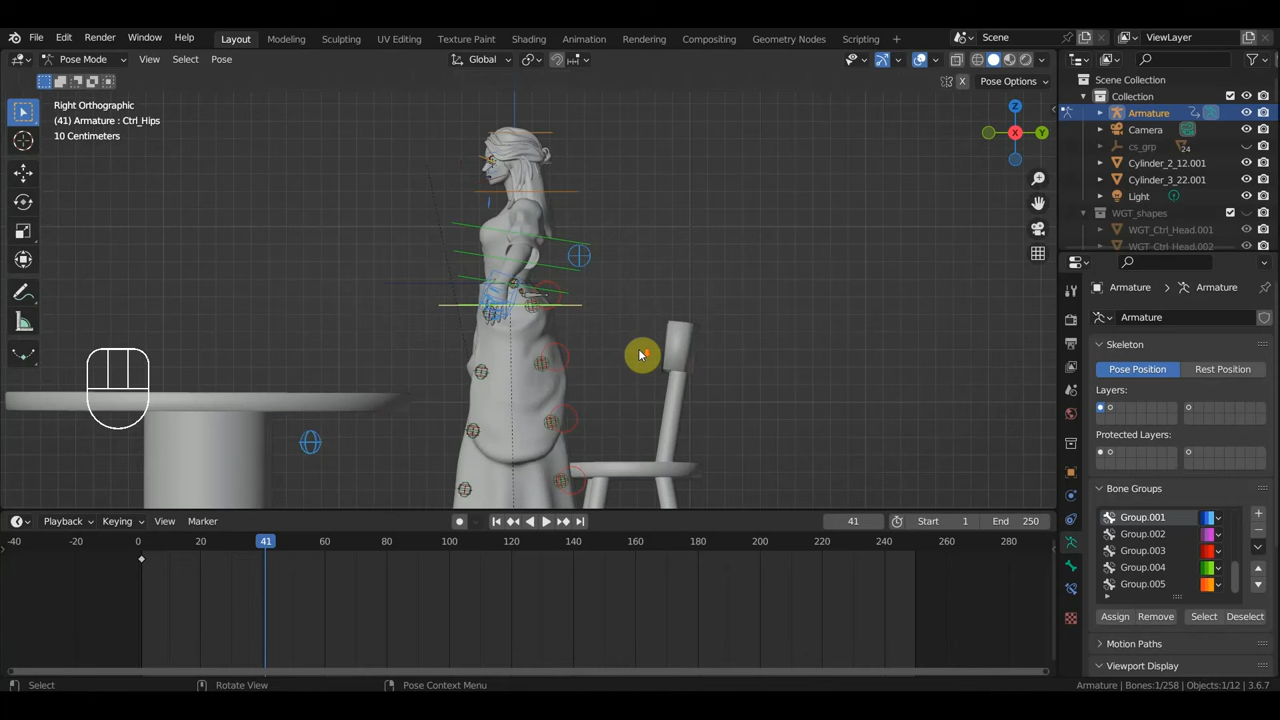 File Edit Render Window Help Layout Modeling Sculpting UV Editing Texture Paint Shading Animation Rendering Compositing Geometry Nodes Scripting + Scene ViewLayer
Pose Mode View Select Pose Global
X Pose Options
Right Orthographic
(41) Armature : Ctrl_Hips
10 Centimeters
Z
Y
X
Scene Collection
Collection
Armature
Camera
cs_grp 24
Cylinder_2_12.001
Cylinder_3_22.001
Light
WGT_shapes
WGT_Ctrl_Head.001
WGT_Ctrl_Head.002
Armature > Armature
Armature
Skeleton
Pose Position Rest Position
Layers:
Protected Layers:
Bone Groups
Group.001
Group.002
Group.003
Group.004
Group.005
Assign Remove Select Deselect
Motion Paths
Viewport Display
Playback Keying View Marker 41 Start 1 End 250
-40 -20 0 20 41 60 80 100 120 140 160 180 200 220 240 260 280
Select Rotate View Pose Context Menu Armature | Bones:1/258 | Objects:1/12 | 3.6.7